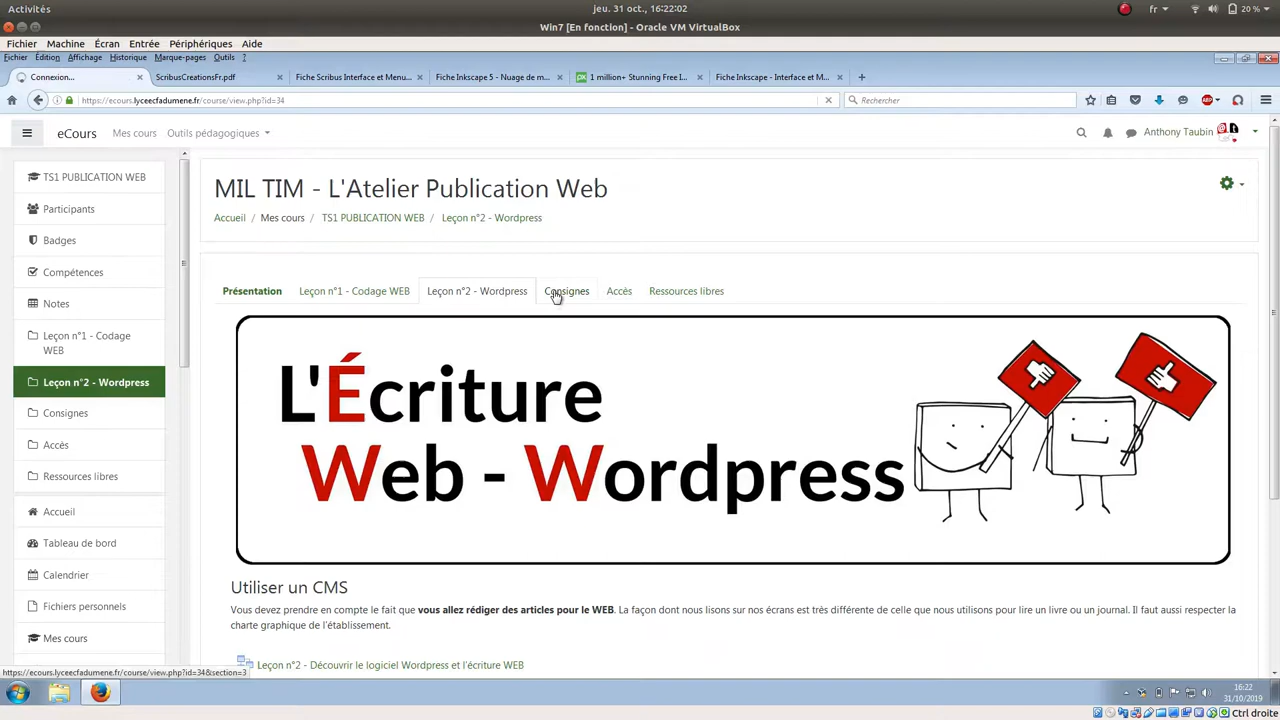 Activités
jeu. 31 oct., 16:22:02
fr
20 %
Win7 [En fonction] - Oracle VM VirtualBox
Fichier Machine Écran Entrée Périphériques Aide
Fichier Édition Affichage Historique Marque-pages Outils ?
Connexion... ScribusCreationsFr.pdf Fiche Scribus Interface et Menu... Fiche Inkscape 5 - Nuage de m... 1 million+ Stunning Free I... Fiche Inkscape - Interface et M...
https://ecours.lyceecfadumene.fr/course/view.php?id=34
Rechercher
eCours Mes cours Outils pédagogiques
Anthony Taubin
TS1 PUBLICATION WEB
Participants
Badges
Compétences
Notes
Leçon n°1 - Codage
WEB
Leçon n°2 - Wordpress
Consignes
Accès
Ressources libres
Accueil
Tableau de bord
Calendrier
Fichiers personnels
Mes cours
MIL TIM - L'Atelier Publication Web
Accueil / Mes cours / TS1 PUBLICATION WEB / Leçon n°2 - Wordpress
Présentation Leçon n°1 - Codage WEB Leçon n°2 - Wordpress Consignes Accès Ressources libres
L'Écriture
Web - Wordpress
Utiliser un CMS
Vous devez prendre en compte le fait que vous allez rédiger des articles pour le WEB. La façon dont nous lisons sur nos écrans est très différente de celle que nous utilisons pour lire un livre ou un journal. Il faut aussi respecter la
charte graphique de l'établissement.
Leçon n°2 - Découvrir le logiciel Wordpress et l'écriture WEB
https://ecours.lyceecfadumene.fr/course/view.php?id=34&section=3
16:22
31/10/2019
Ctrl droite